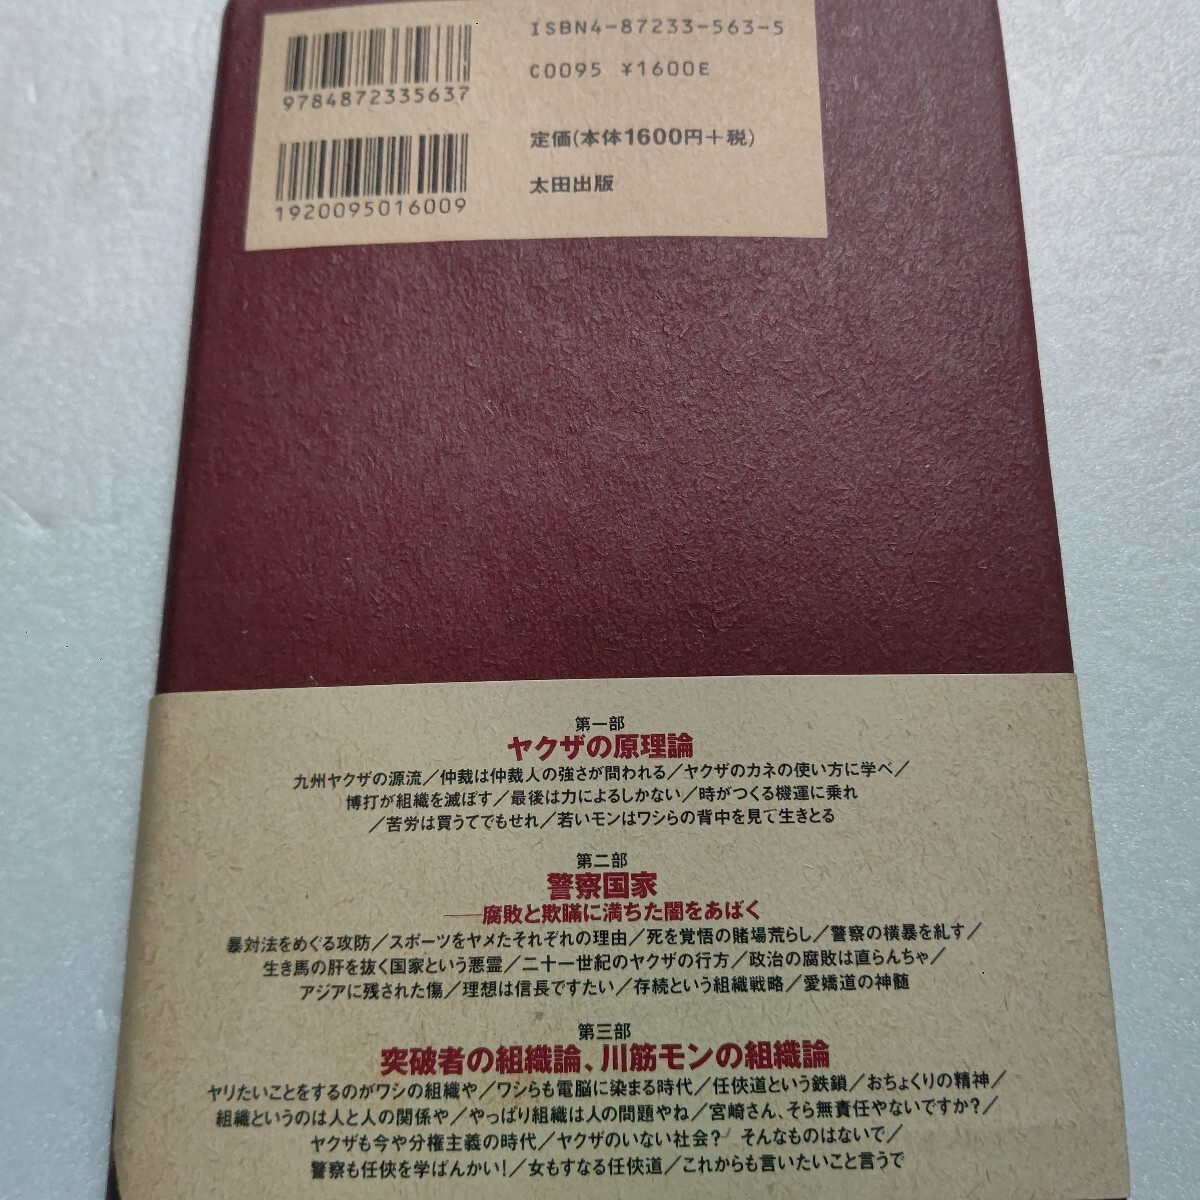 ISBN4-87233-563-5
C0095 ¥1600E
9784872335637
定価(本体1600円+税)
太田出版
1920095016009
第一部
ヤクザの原理論
九州ヤクザの源流/仲裁は仲裁人の強さが問われる/ヤクザのカネの使い方に学べ/
博打が組織を滅ぼす/最後は力によるしかない/時がつくる機運に乗れ
/苦労は買うてでもせれ/若いモンはワシらの背中を見て生きとる
第二部
警察国家
——腐敗と欺瞞に満ちた闇をあばく
暴対法をめぐる攻防/スポーツをヤメたそれぞれの理由/死を覚悟の賭場荒らし/警察の横暴を糺す/
生き馬の肝を抜く国家という悪霊/二十一世紀のヤクザの行方/政治の腐敗は直らんちゃ/
アジアに残された傷/理想は信長ですたい/存続という組織戦略/愛嬌道の神髄
第三部
突破者の組織論、川筋モンの組織論
ヤリたいことをするのがワシの組織や/ワシらも電脳に染まる時代/任侠道という鉄鎖/おちょくりの精神/
組織というのは人と人の関係や/やっぱり組織は人の問題やね/宮崎さん、そら無責任やないですか?/
ヤクザも今や分権主義の時代/ヤクザのいない社会? そんなものはないで/
警察も任侠を学ばんかい!/女もすなる任侠道/これからも言いたいこと言うで